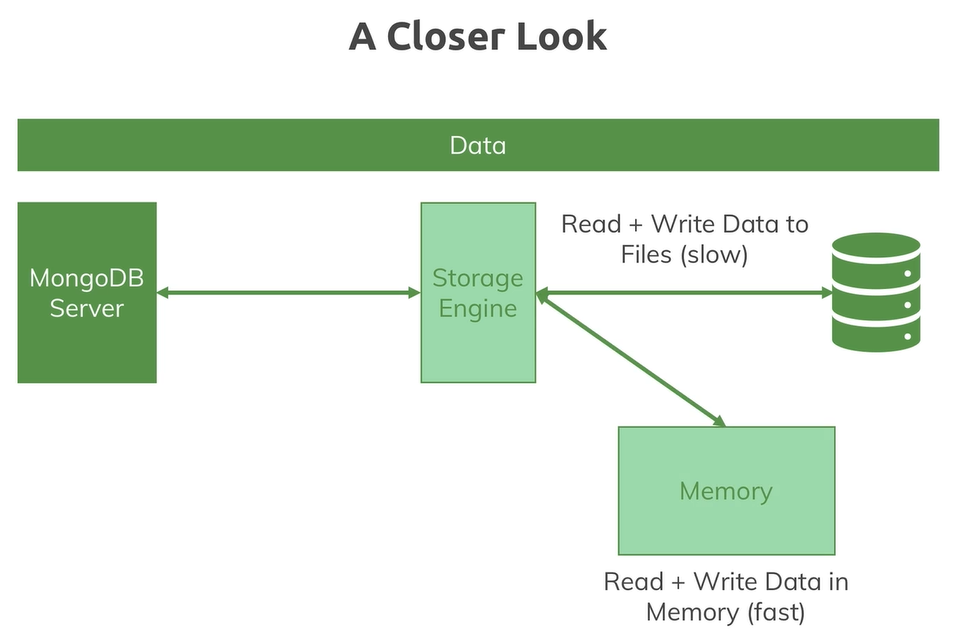 A Closer Look
Data
MongoDB
Server
Storage
Engine
Read + Write Data to
Files (slow)
Memory
Read + Write Data in
Memory (fast)